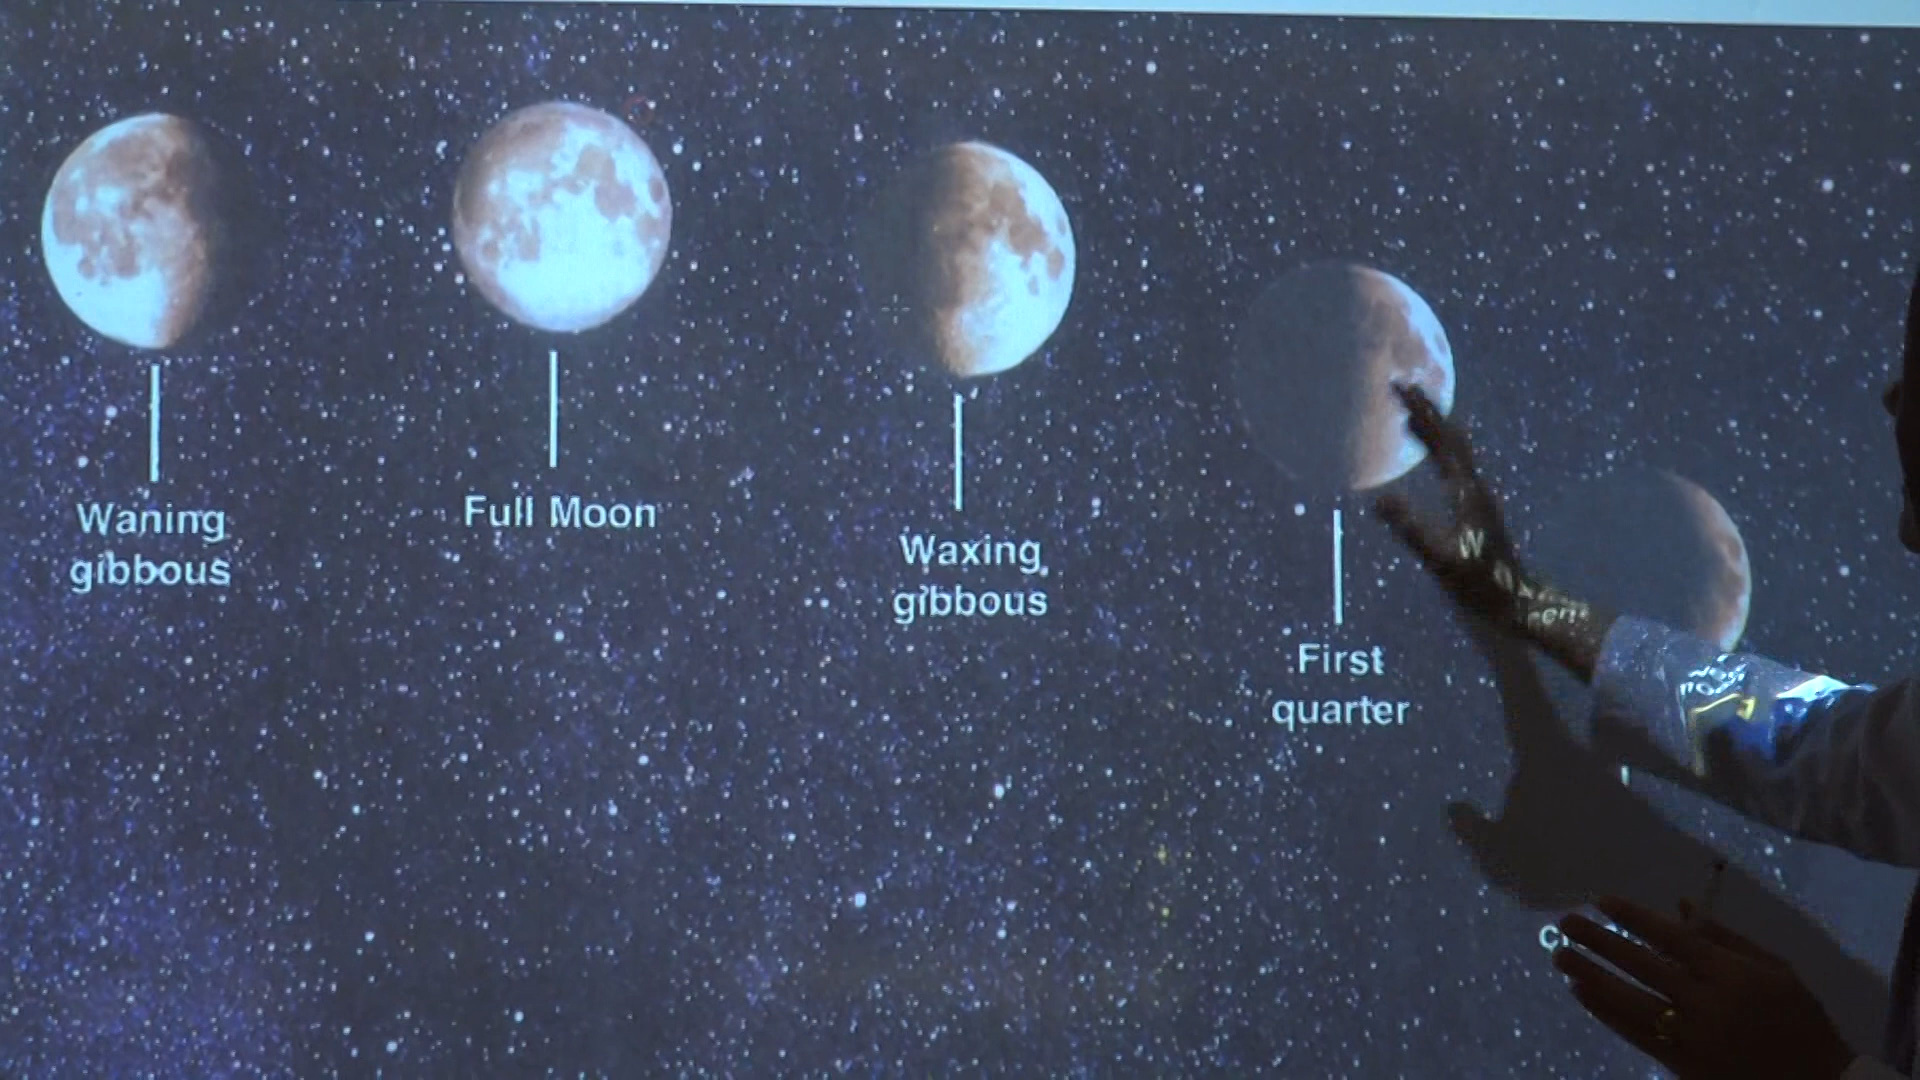 Waning
gibbous
Full Moon
Waxing
gibbous
First
quarter